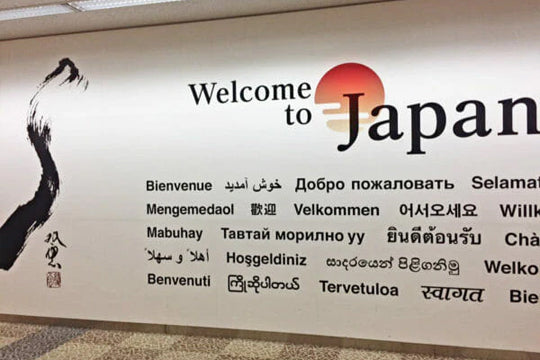 Welcome
to Japan
Bienvenue خوش آمدید Добро пожаловать Selamat
Mengemedaol 歡迎 Velkommen 어서오세요 Willk
Mabuhay Тавтай морилно уу ยินดีต้อนรับ Chà
أهلاً و سهلاً Hoşgeldiniz සාදරයෙන් පිළිගනිමු Welko
Benvenuti ကြိုဆိုပါတယ် Tervetuloa स्वागत Bie